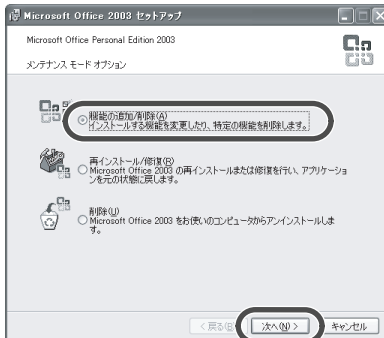 Microsoft Office 2003 セットアップ
Microsoft Office Personal Edition 2003
メンテナンス モード オプション
機能の追加/削除(A)
インストールする機能を変更したり、特定の機能を削除します。
再インストール/修復(R)
Microsoft Office 2003 の再インストールまたは修復を行い、アプリケーショ
ンを元の状態に戻します。
削除(U)
Microsoft Office 2003 をお使いのコンピュータからアンインストールしま
す。
< 戻る(B) 次へ(N) > キャンセル